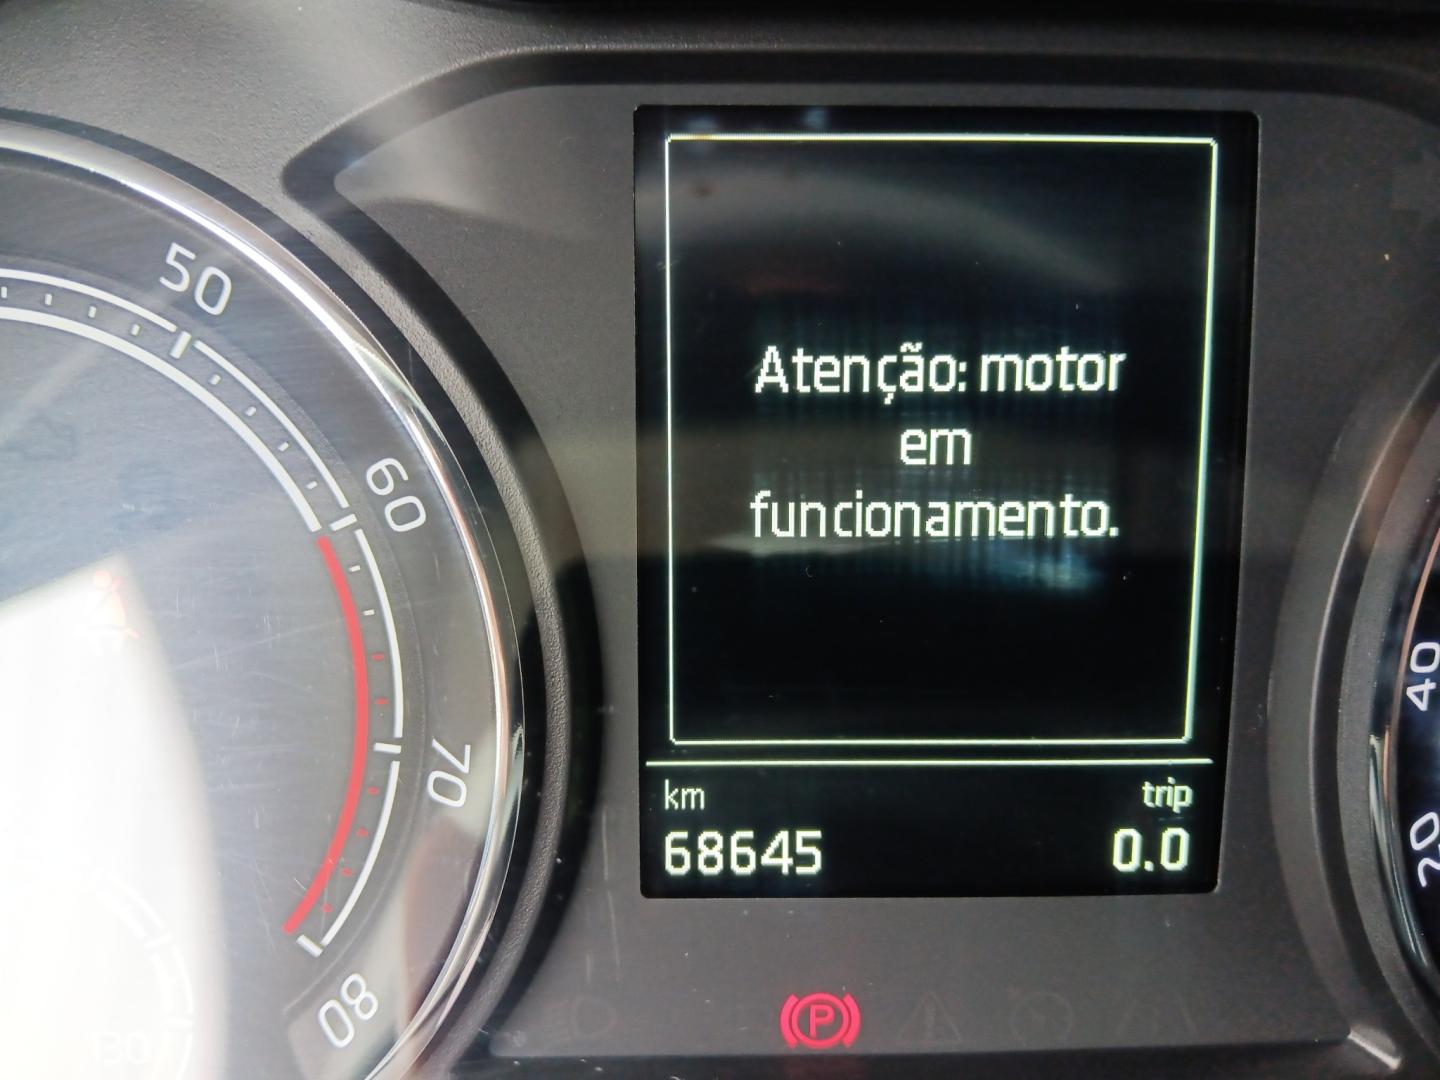 50
60
70
80
Atenção: motor
em
funcionamento.
km
trip
68645
0.0
P
40
20